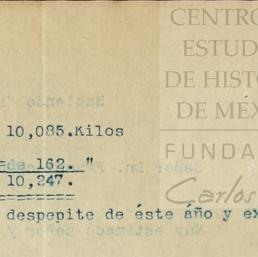 CENTRO
ESTUD
DE HISTO
DE MÉX
FUNDA
Carlos
10,085.Kilos
de 162. "
10,247.
despepite de éste áño y ex